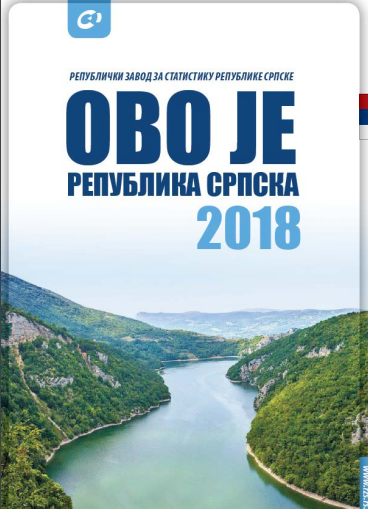 РЕПУБЛИЧКИ ЗАВОД ЗА СТАТИСТИКУ РЕПУБЛИКЕ СРПСКЕ
ОВО ЈЕ
РЕПУБЛИКА СРПСКА
2018